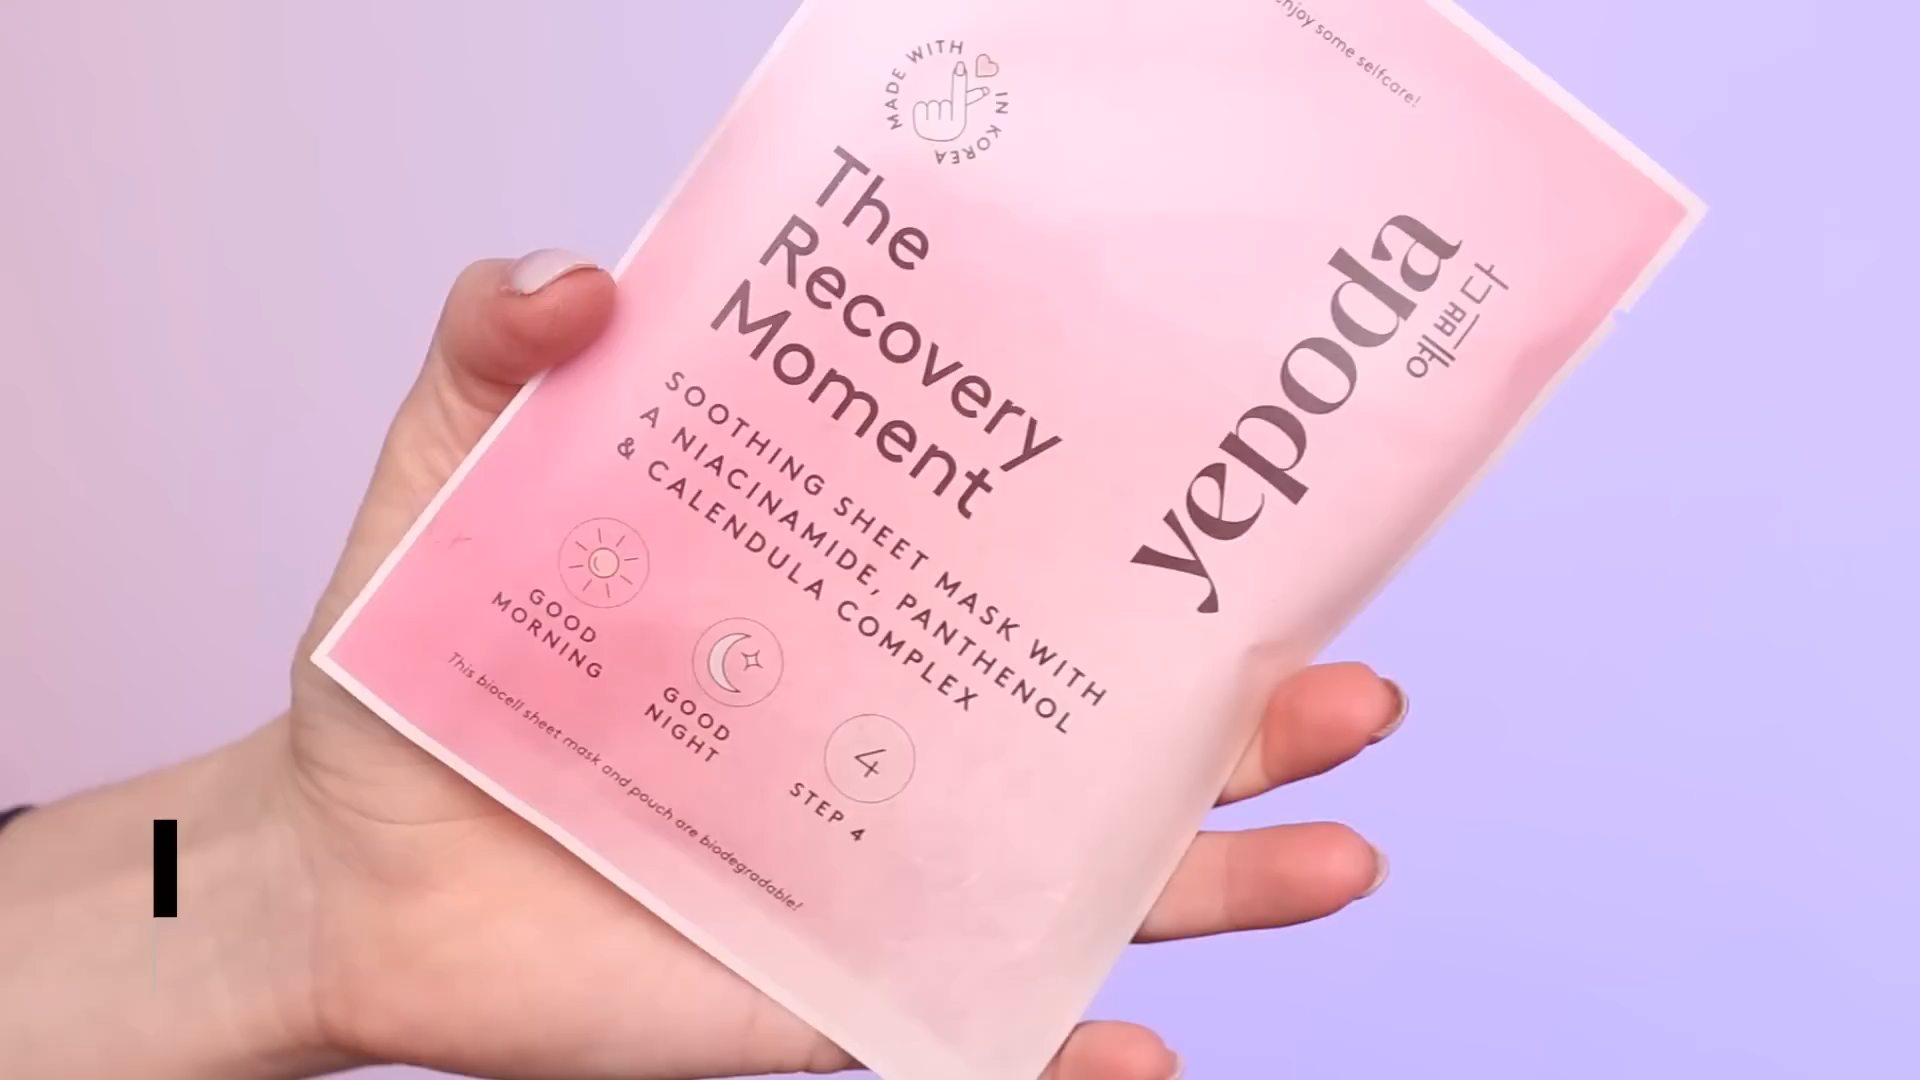 enjoy some selfcare!
MADE WITH IN KOREA
The
Recovery
Moment
SOOTHING SHEET MASK WITH
A NIACINAMIDE, PANTHENOL
& CALENDULA COMPLEX
yepoda
예쁘다
GOOD
MORNING
GOOD
NIGHT
4
STEP 4
This biocell sheet mask and pouch are biodegradable!